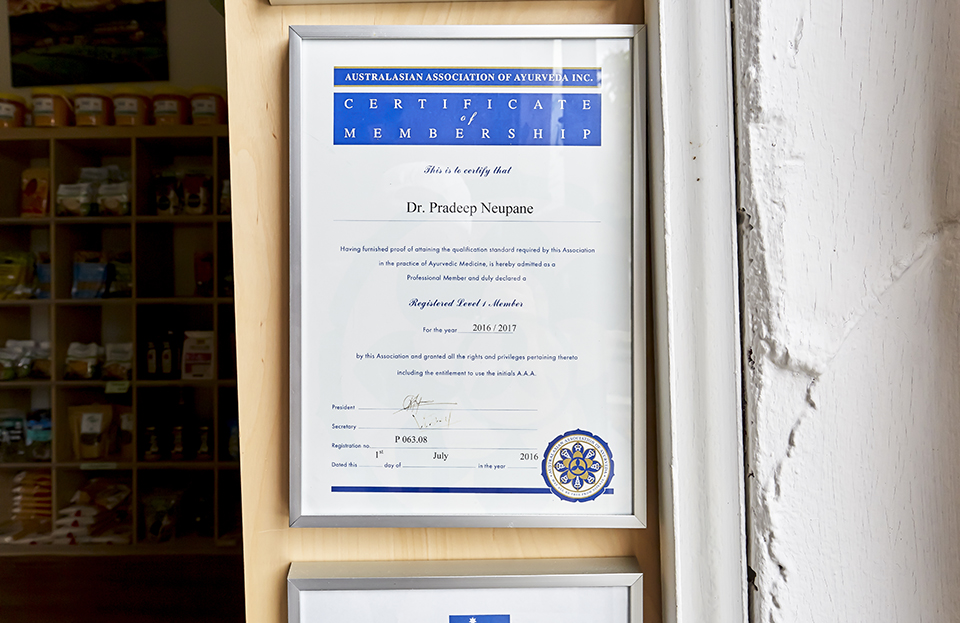 AUSTRALASIAN ASSOCIATION OF AYURVEDA INC.
CERTIFICATE
of
MEMBERSHIP
This is to certify that
Dr. Pradeep Neupane
Having furnished proof of attaining the qualification standard required by this Association
in the practice of Ayurvedic Medicine, is hereby admitted as a
Professional Member and duly declared a
Registered Level 1 Member
For the year 2016 / 2017
by this Association and granted all the rights and privileges pertaining thereto
including the entitlement to use the initials A.A.A.
President
Secretary
Registration no. P 063.08
Dated this 1st day of July in the year 2016